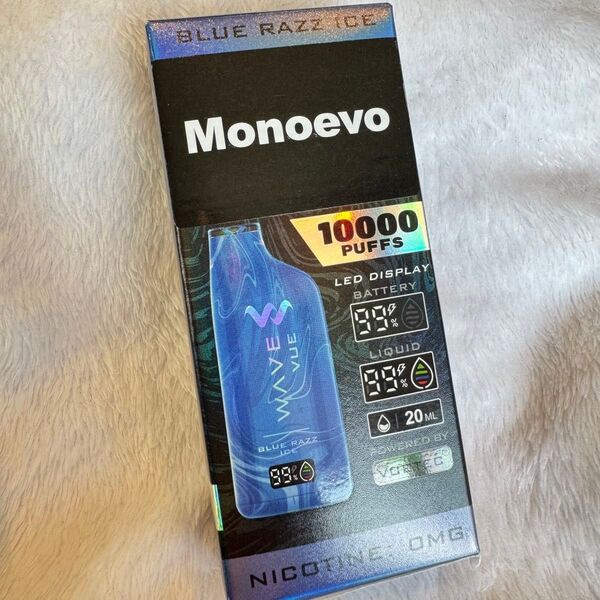 BLUE RAZZ ICE
Monoevo
10000
PUFFS
LED DISPLAY
BATTERY
99%
LIQUID
99%
20 ML
POWERED BY
VORTEC
WAVE
VUE
BLUE RAZZ
ICE
99%
NICOTINE: 0MG